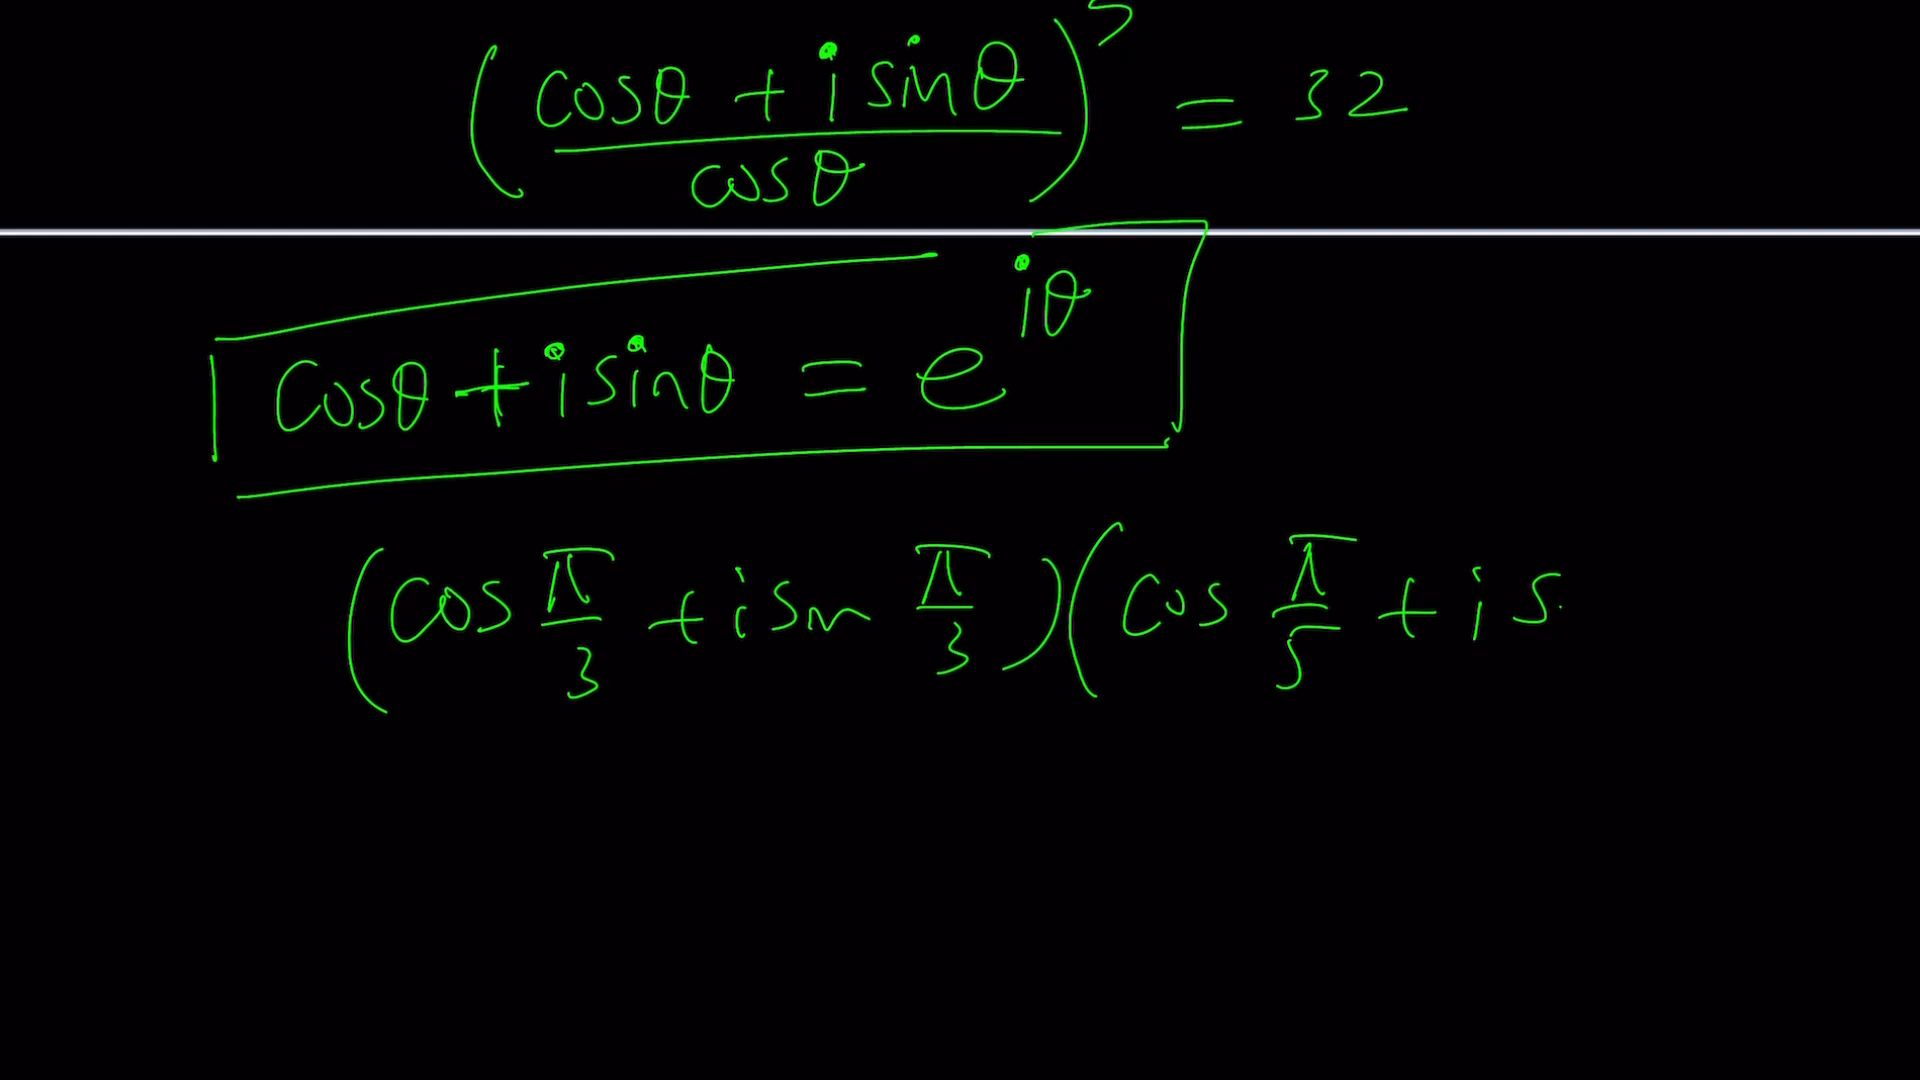 (cosθ + i sinθ / cosθ)^5 = 32
cosθ + i sinθ = e^iθ
(cos π/3 + i sin π/3)(cos π/5 + i s